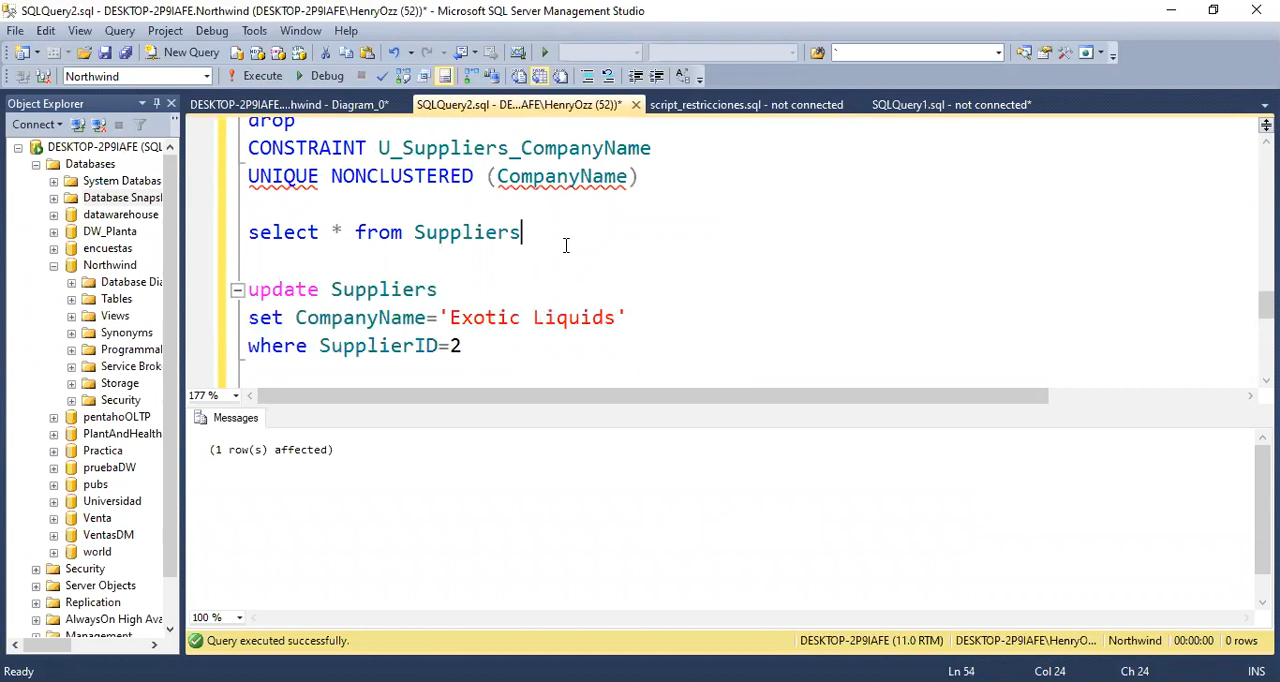 SQLQuery2.sql - DESKTOP-2P9IAFE.Northwind (DESKTOP-2P9IAFE\HenryOzz (52))* - Microsoft SQL Server Management Studio
File Edit View Query Project Debug Tools Window Help
New Query `
Northwind Execute Debug
Object Explorer
Connect
DESKTOP-2P9IAFE (SQL
Databases
System Databas
Database Snapsh
datawarehouse
DW_Planta
encuestas
Northwind
Database Dia
Tables
Views
Synonyms
Programmal
Service Brok
Storage
Security
pentahoOLTP
PlantAndHealth
Practica
pruebaDW
pubs
Universidad
Venta
VentasDM
world
Security
Server Objects
Replication
AlwaysOn High Ava
Management
DESKTOP-2P9IAFE....hwind - Diagram_0* SQLQuery2.sql - DE...AFE\HenryOzz (52))* script_restricciones.sql - not connected SQLQuery1.sql - not connected*
drop
CONSTRAINT U_Suppliers_CompanyName
UNIQUE NONCLUSTERED (CompanyName)
select * from Suppliers
update Suppliers
set CompanyName='Exotic Liquids'
where SupplierID=2
177 %
Messages
(1 row(s) affected)
100 %
Query executed successfully. DESKTOP-2P9IAFE (11.0 RTM) DESKTOP-2P9IAFE\HenryO... Northwind 00:00:00 0 rows
Ready Ln 54 Col 24 Ch 24 INS